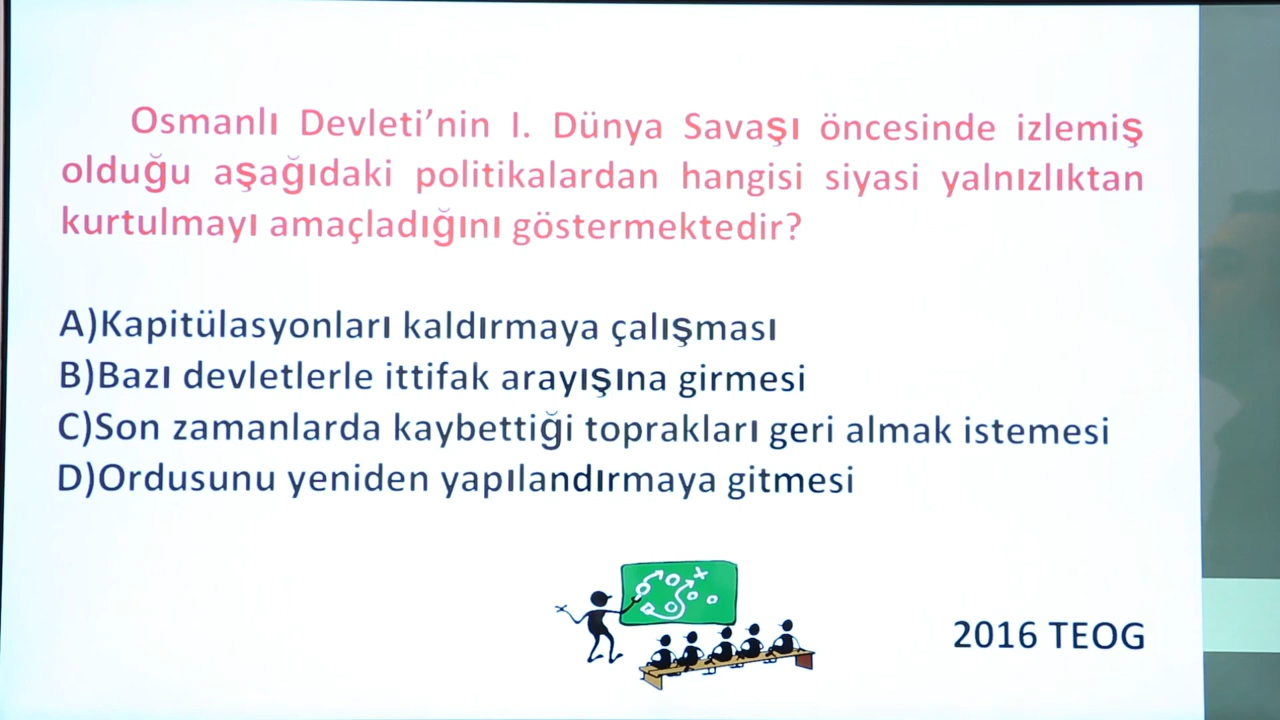 Osmanlı Devleti’nin I. Dünya Savaşı öncesinde izlemiş
olduğu aşağıdaki politikalardan hangisi siyasi yalnızlıktan
kurtulmayı amaçladığını göstermektedir?
A)Kapitülasyonları kaldırmaya çalışması
B)Bazı devletlerle ittifak arayışına girmesi
C)Son zamanlarda kaybettiği toprakları geri almak istemesi
D)Ordusunu yeniden yapılandırmaya gitmesi
2016 TEOG